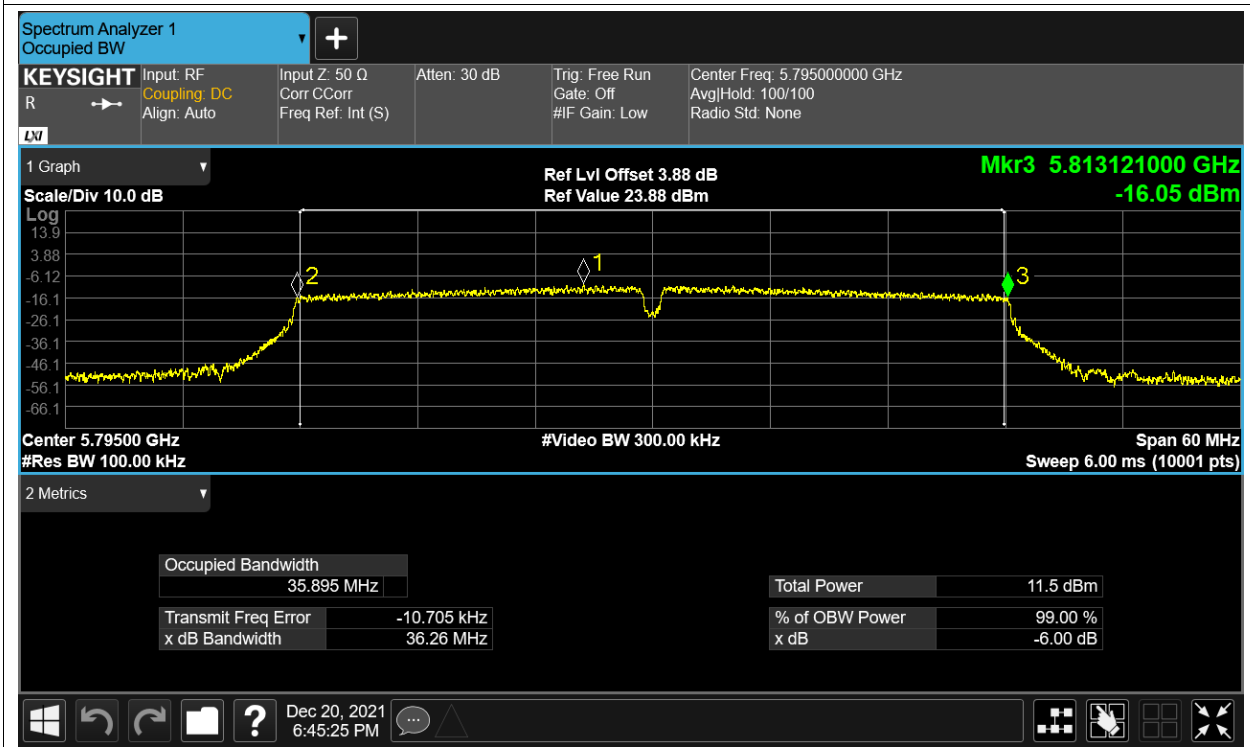 Spectrum Analyzer 1
Occupied BW
+
KEYSIGHT
R
LXI
Input: RF
Coupling: DC
Align: Auto
Input Z: 50 Ω
Corr CCorr
Freq Ref: Int (S)
Atten: 30 dB
Trig: Free Run
Gate: Off
#IF Gain: Low
Center Freq: 5.795000000 GHz
Avg|Hold: 100/100
Radio Std: None
1 Graph
Scale/Div 10.0 dB
Ref Lvl Offset 3.88 dB
Ref Value 23.88 dBm
Mkr3 5.813121000 GHz
-16.05 dBm
Log
13.9
3.88
-6.12
-16.1
-26.1
-36.1
-46.1
-56.1
-66.1
2
1
3
Center 5.79500 GHz
#Video BW 300.00 kHz
Span 60 MHz
#Res BW 100.00 kHz
Sweep 6.00 ms (10001 pts)
2 Metrics
Occupied Bandwidth
35.895 MHz
Transmit Freq Error -10.705 kHz
x dB Bandwidth 36.26 MHz
Total Power 11.5 dBm
% of OBW Power 99.00 %
x dB -6.00 dB
?
Dec 20, 2021
6:45:25 PM